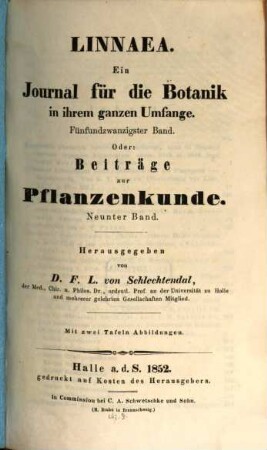 LINNAEA.
Ein
Journal für die Botanik
in ihrem ganzen Umfange.
Fünfundzwanzigster Band.
Oder:
Beiträge
zur
Pflanzenkunde.
Neunter Band.
Herausgegeben
von
D. F. L. von Schlechtendal,
der Med., Chir. u. Philos. Dr., ordentl. Prof. an der Universität zu Halle
und mehrerer gelehrten Gesellschaften Mitglied.
Mit zwei Tafeln Abbildungen.
Halle a. d. S. 1852.
gedruckt auf Kosten des Herausgebers.
In Commission bei C. A. Schwetschke und Sohn.
(M. Bruhn in Braunschweig.)